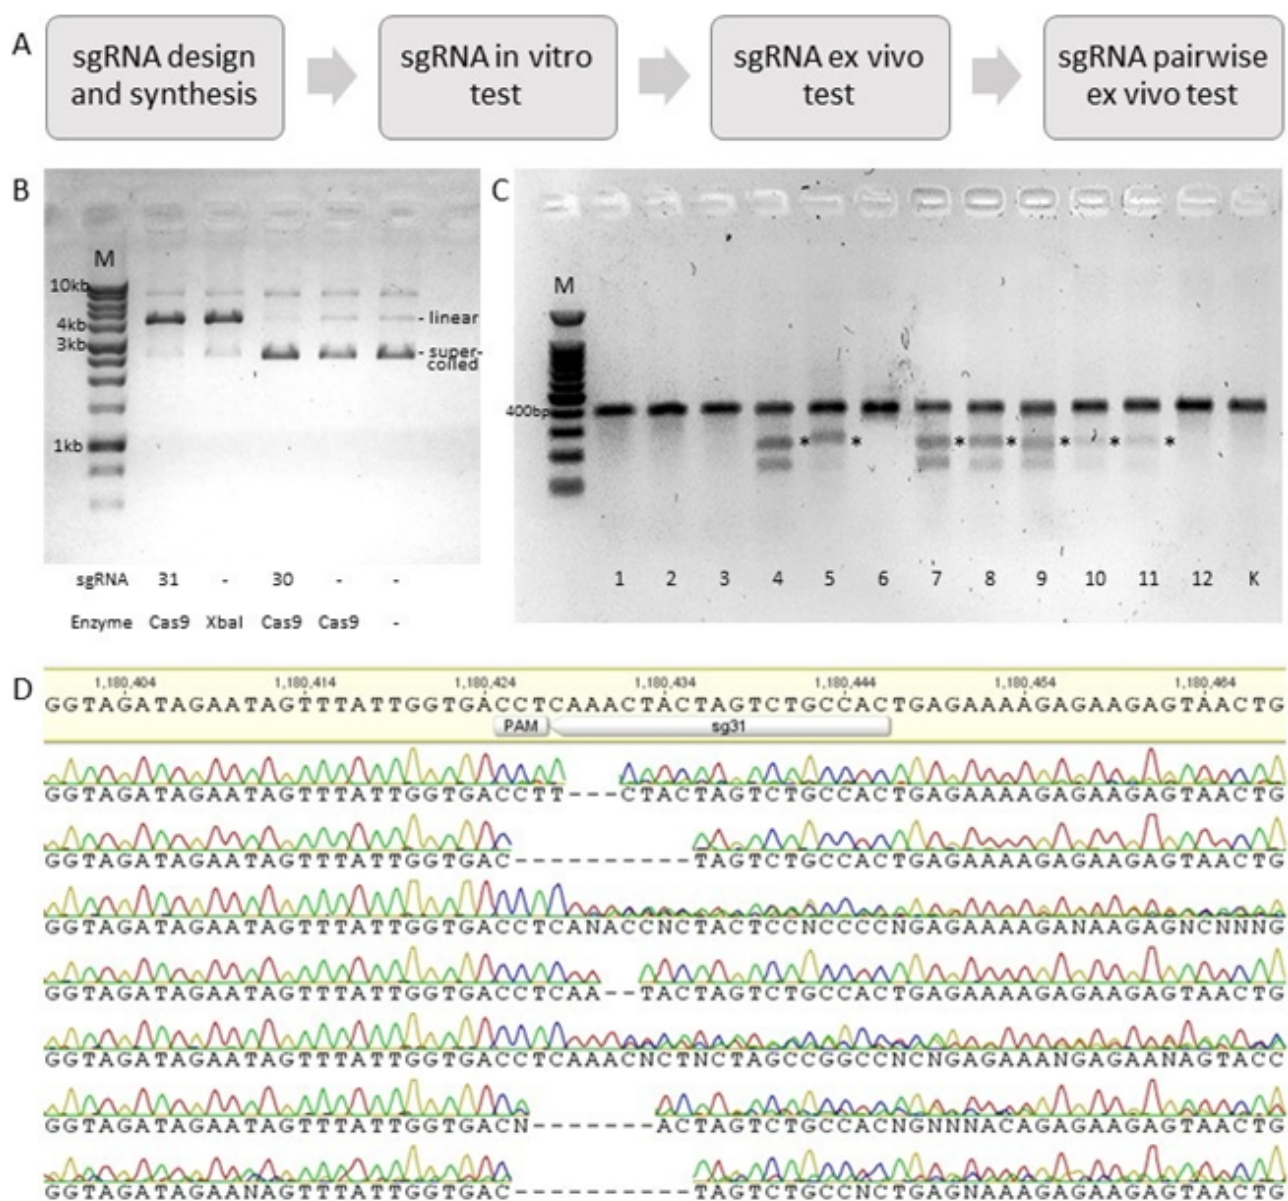 A
sgRNA design
and synthesis
sgRNA in vitro
test
sgRNA ex vivo
test
sgRNA pairwise
ex vivo test
B
M
10kb
4kb
3kb
1kb
- linear
- super-
coiled
sgRNA 31 - 30 - -
Enzyme Cas9 XbaI Cas9 Cas9 -
C
M
400bp
* * * * * * *
1 2 3 4 5 6 7 8 9 10 11 12 K
D
1,180,404 1,180,414 1,180,424 1,180,434 1,180,444 1,180,454 1,180,464
GGTAGATAGAATAGTTTATTGGTGACCTCAAACTACTAGTCTGCCACTGAGAAAAGAGAAGAGTAACTG
PAM sg31
GGTAGATAGAATAGTTTATTGGTGACCTT---CTACTAGTCTGCCACTGAGAAAAGAGAAGAGTAACTG
GGTAGATAGAATAGTTTATTGGTGAC----------TAGTCTGCCACTGAGAAAAGAGAAGAGTAACTG
GGTAGATAGAATAGTTTATTGGTGACCTCANACCNCTACTCCNCCCCNGAGAAAAGANAAGAGNCNNNG
GGTAGATAGAATAGTTTATTGGTGACCTCAA--TACTAGTCTGCCACTGAGAAAAGAGAAGAGTAACTG
GGTAGATAGAATAGTTTATTGGTGACCTCAAACNCTNCTAGCCGGCCNCNGAGAAANGAGAANAGTACC
GGTAGATAGAATAGTTTATTGGTGACN-------ACTAGTCTGCCACNGNNNACAGAGAAGAGTAACTG
GGTAGATAGAANAGTTTATTGGTGAC----------TAGTCTGCCNCTGAGNAAAGAGAAGAGTAACTG